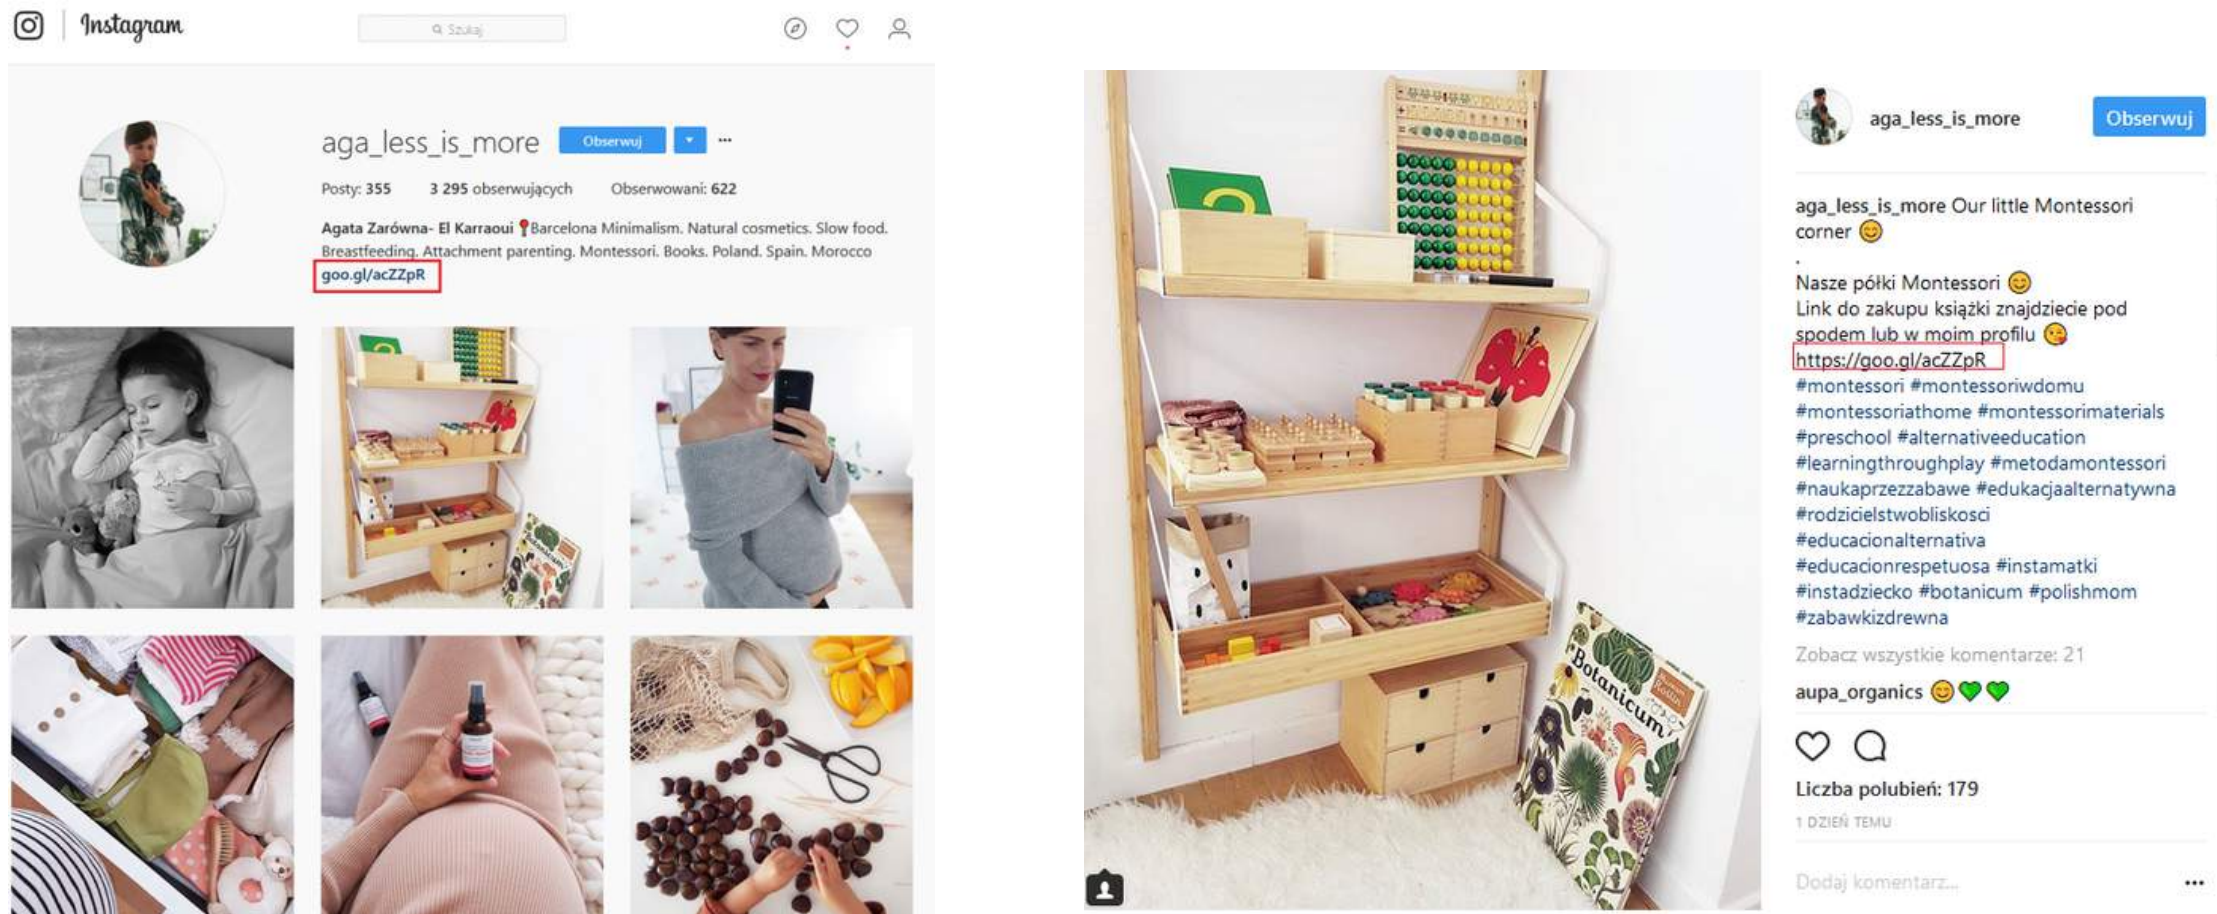 Instagram
Szukaj
aga_less_is_more Obserwuj
Posty: 355 3 295 obserwujących Obserwowani: 622
Agata Zarówna- El Karraoui 📍Barcelona Minimalism. Natural cosmetics. Slow food.
Breastfeeding. Attachment parenting. Montessori. Books. Poland. Spain. Morocco
goo.gl/acZZpR
Botanicum
aga_less_is_more Obserwuj
aga_less_is_more Our little Montessori
corner 😊
.
Nasze półki Montessori 😊
Link do zakupu książki znajdziecie pod
spodem lub w moim profilu 😘
https://goo.gl/acZZpR
#montessori #montessoriwdomu
#montessoriathome #montessorimaterials
#preschool #alternativeeducation
#learningthroughplay #metodamontessori
#naukaprzezzabawe #edukacjaalternatywna
#rodzicielstwobliskosci
#educacionalternativa
#educacionrespetuosa #instamatki
#instadziecko #botanicum #polishmom
#zabawkizdrewna
Zobacz wszystkie komentarze: 21
aupa_organics 😊💚💚
Liczba polubień: 179
1 DZIEŃ TEMU
Dodaj komentarz...